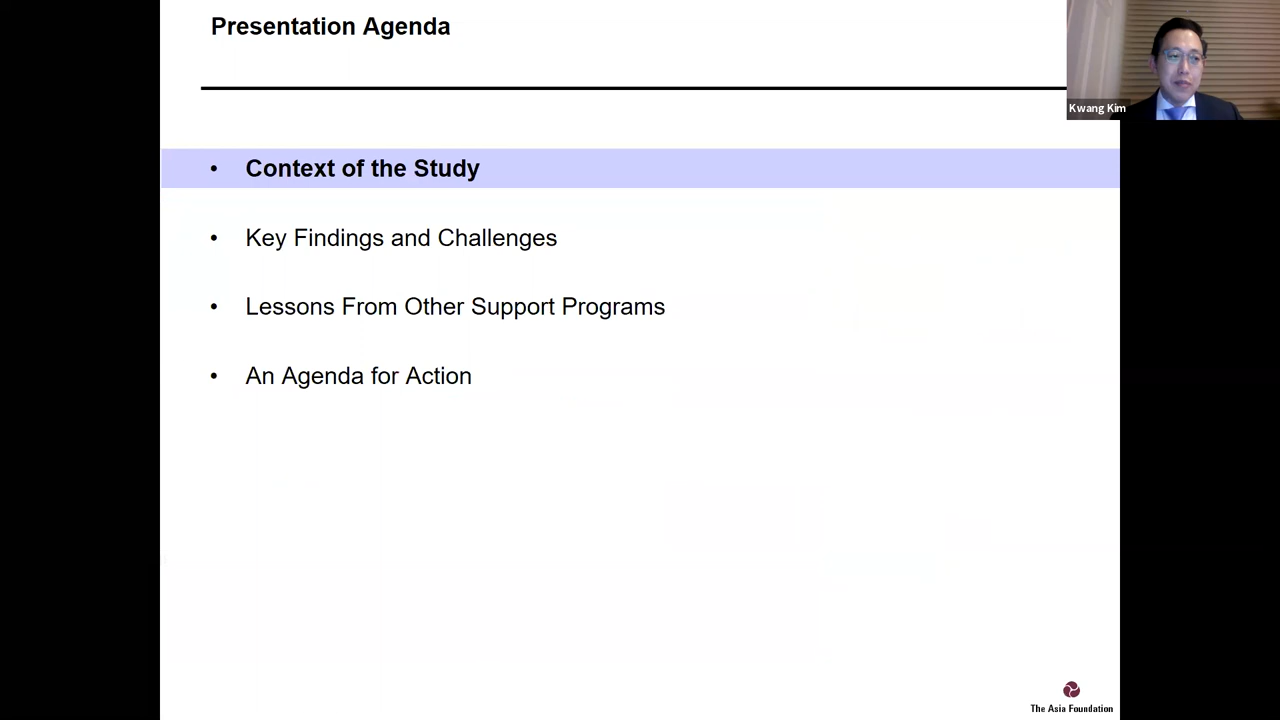 Presentation Agenda
Kwang Kim
• Context of the Study
• Key Findings and Challenges
• Lessons From Other Support Programs
• An Agenda for Action
The Asia Foundation